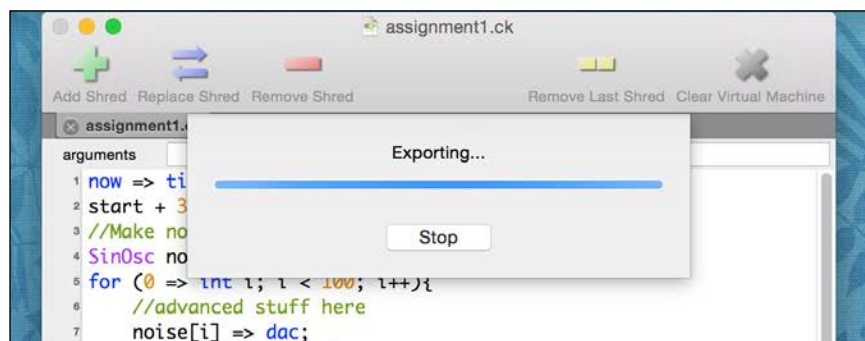 assignment1.ck
Add Shred Replace Shred Remove Shred Remove Last Shred Clear Virtual Machine
assignment1.
arguments
Exporting...
Stop
1 now => ti
2 start + 3
3 //Make no
4 SinOsc no
5 for (0 => int i; i < 100; i++){
6 //advanced stuff here
7 noise[i] => dac;